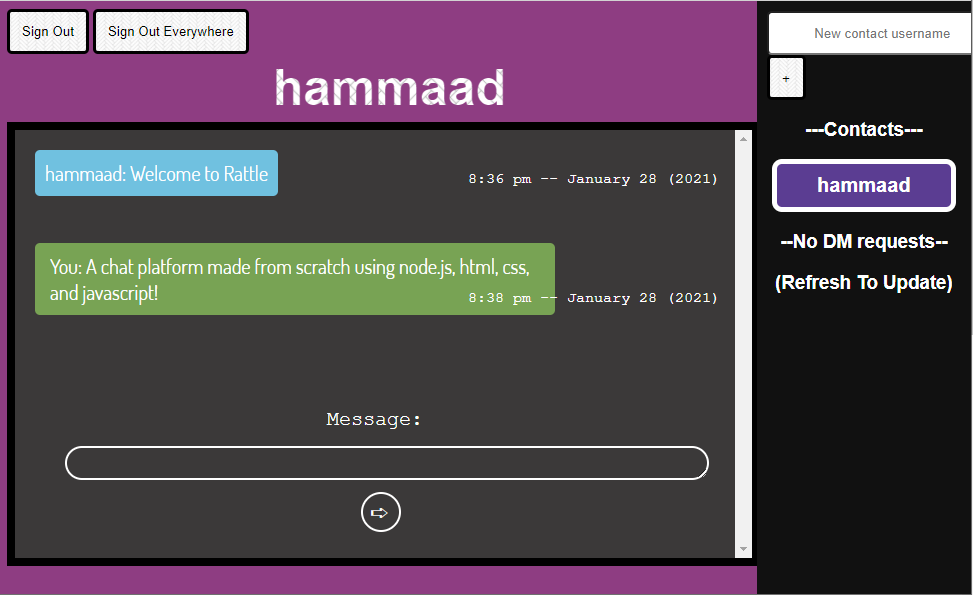 Sign Out
Sign Out Everywhere
New contact username
+
hammaad
---Contacts---
hammaad
--No DM requests--
(Refresh To Update)
hammaad: Welcome to Rattle
8:36 pm -- January 28 (2021)
You: A chat platform made from scratch using node.js, html, css,
and javascript!
8:38 pm -- January 28 (2021)
Message: